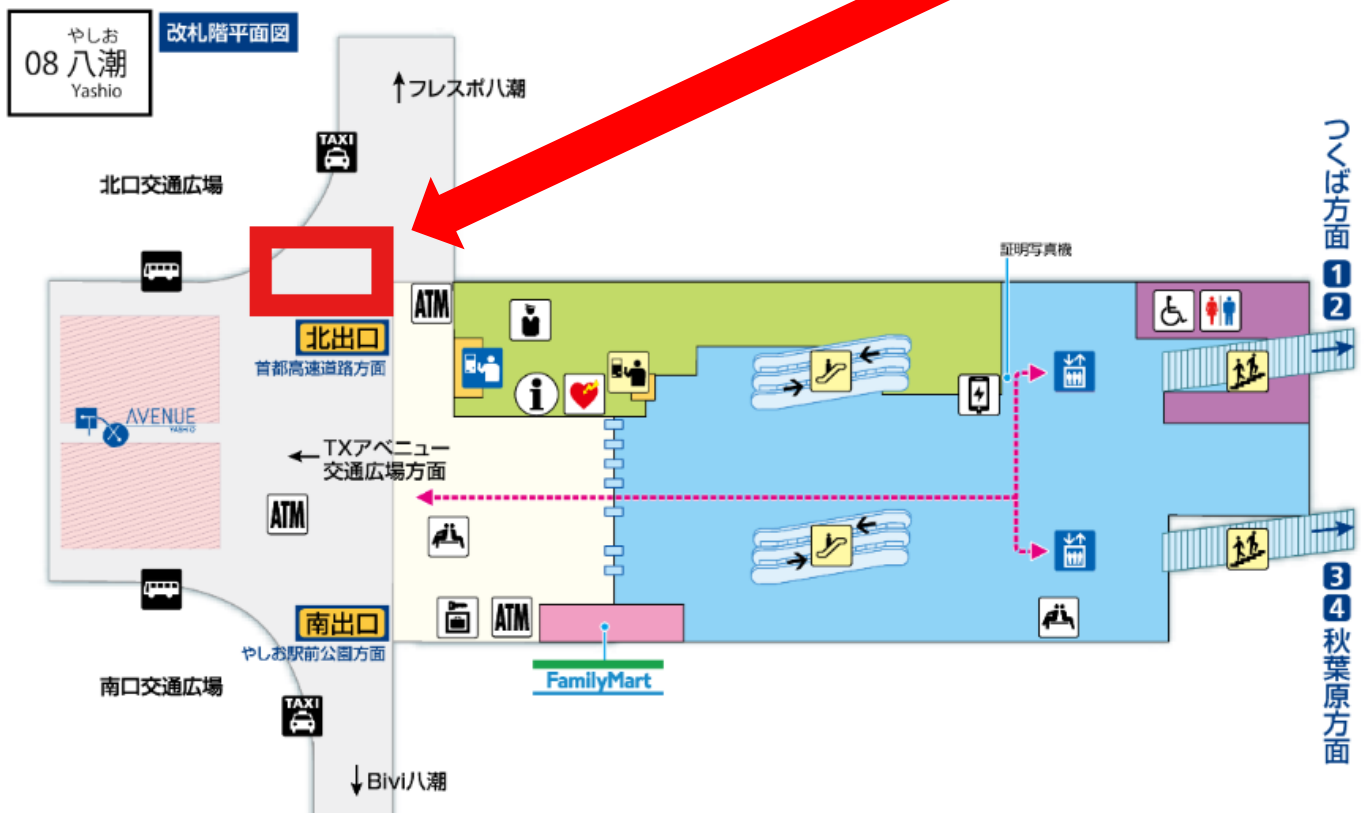 やしお
08 八潮
Yashio
改札階平面図
フレスポ八潮
TAXI
北口交通広場
つくば方面 1 2
証明写真機
ATM
北出口
首都高速道路方面
i
AVENUE
YASHIO
TXアベニュー
交通広場方面
ATM
南出口
やしお駅前公園方面
ATM
FamilyMart
3 4 秋葉原方面
南口交通広場
TAXI
Bivi八潮